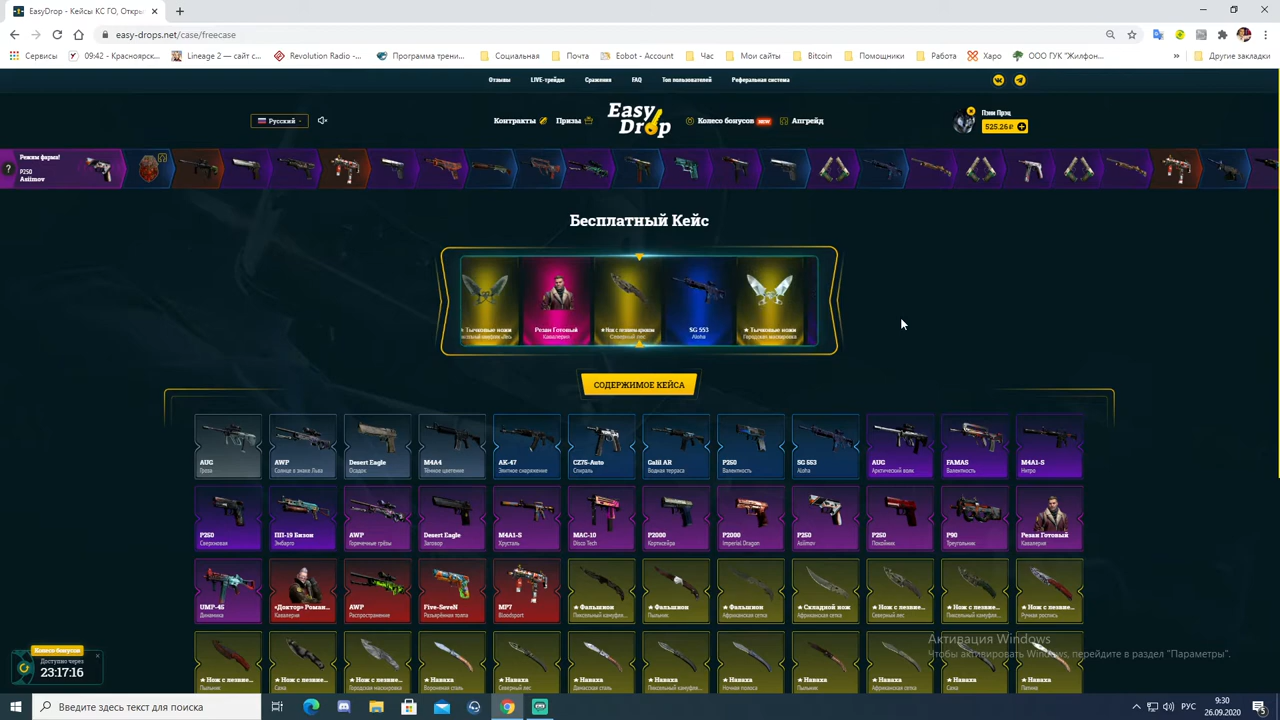 EasyDrop - Кейсы КС ГО, Откры
easy-drops.net/case/freecase
Сервисы
09:42 - Красноярск...
Lineage 2 — сайт с...
Revolution Radio -...
Программа трени...
Социальная
Почта
Eobot - Account
Час
Мои сайты
Bitcoin
Помощники
Работа
Харо
ООО ГУК "Жилфон...
»
Другие закладки
Отзывы
LIVE-трейды
Сражения
FAQ
Топ пользователей
Реферальная система
Русский
Контракты
Призы
Easy Drop
Колесо бонусов
NEW
Апгрейд
Пэин Прэц
525.26 ₽
?
Режим фарма!
P250
Asiimov
Бесплатный Кейс
★ Тычковые ножи
Резан Готовый
Кавалерия
★ Нож с лезвием-крюком
Северный лес
SG 553
Aloha
★ Тычковые ножи
Городская маскировка
СОДЕРЖИМОЕ КЕЙСА
AUG AWP Desert Eagle M4A4 AK-47 CZ75-Auto Galil AR P250 SG 553 AUG FAMAS M4A1-S
Гроза Солнце в знаке Льва Осадок Тёмное цветение Элитное снаряжение Спираль Водная терраса Валентность Aloha Арктический волк Валентность Нитро
P250 ПП-19 Бизон AWP Desert Eagle M4A1-S MAC-10 P2000 P2000 P250 P250 P90 Резан Готовый
Сверхновая Эмбарго Горячечные грёзы Заговор Хрусталь Disco Tech Кортисейра Imperial Dragon Asiimov Покойник Треугольник Кавалерия
UMP-45 «Доктор» Роман... AWP Five-SeveN MP7 ★ Фальшион ★ Фальшион ★ Фальшион ★ Складной нож ★ Нож с лезвие... ★ Нож с лезвие... ★ Нож с лезвие...
Динамика Кавалерия Распространение Разъярённая толпа Bloodsport Пиксельный камуфляж... Пыльник Африканская сетка Африканская сетка Северный лес Пиксельный камуфляж... Ручная роспись
★ Нож с лезвие... ★ Нож с лезвие... ★ Нож с лезвие... ★ Наваха ★ Наваха ★ Наваха ★ Наваха ★ Наваха ★ Наваха ★ Наваха ★ Наваха ★ Наваха
Пыльник Сажа Городская маскировка Воронёная сталь Северный лес Дамасская сталь Пиксельный камуфляж... Ночная полоса Пыльник Африканская сетка Сажа Патина
Колесо бонусов
Доступно через
23:17:16
Активация Windows
Чтобы активировать Windows, перейдите в раздел "Параметры".
Введите здесь текст для поиска
РУС
9:30
26.09.2020
5